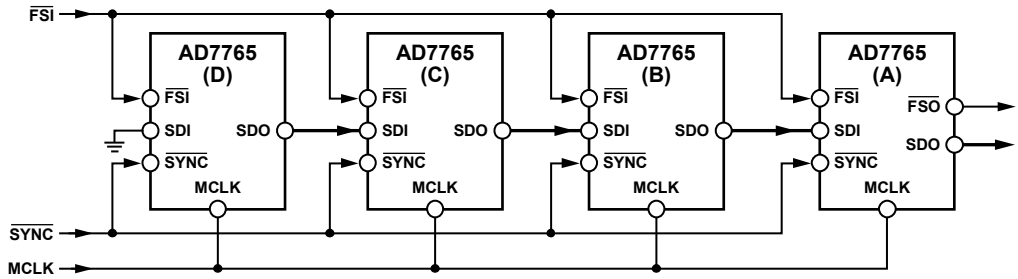 FSI
AD7765
(D)
FSI
SDI
SDO
SYNC
MCLK
AD7765
(C)
FSI
SDI
SDO
SYNC
MCLK
AD7765
(B)
FSI
SDI
SDO
SYNC
MCLK
AD7765
(A)
FSI
FSO
SDI
SDO
SYNC
MCLK
SYNC
MCLK